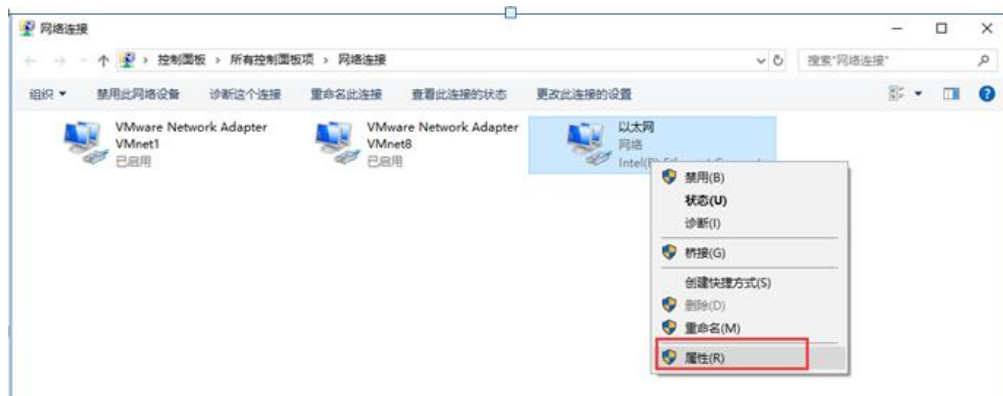 网络连接
控制面板 › 所有控制面板项 › 网络连接
搜索"网络连接"
组织 禁用此网络设备 诊断这个连接 重命名此连接 查看此连接的状态 更改此连接的设置
VMware Network Adapter
VMnet1
已启用
VMware Network Adapter
VMnet8
已启用
以太网
网络
禁用(B)
状态(U)
诊断(I)
桥接(G)
创建快捷方式(S)
删除(D)
重命名(M)
属性(R)